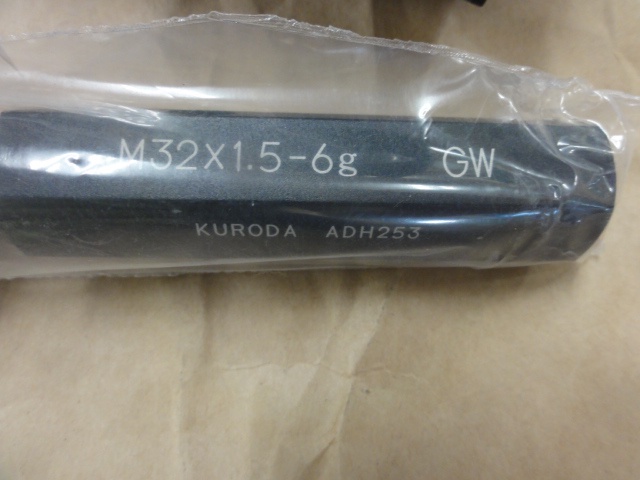 M32X1.5-6g GW
KURODA ADH253